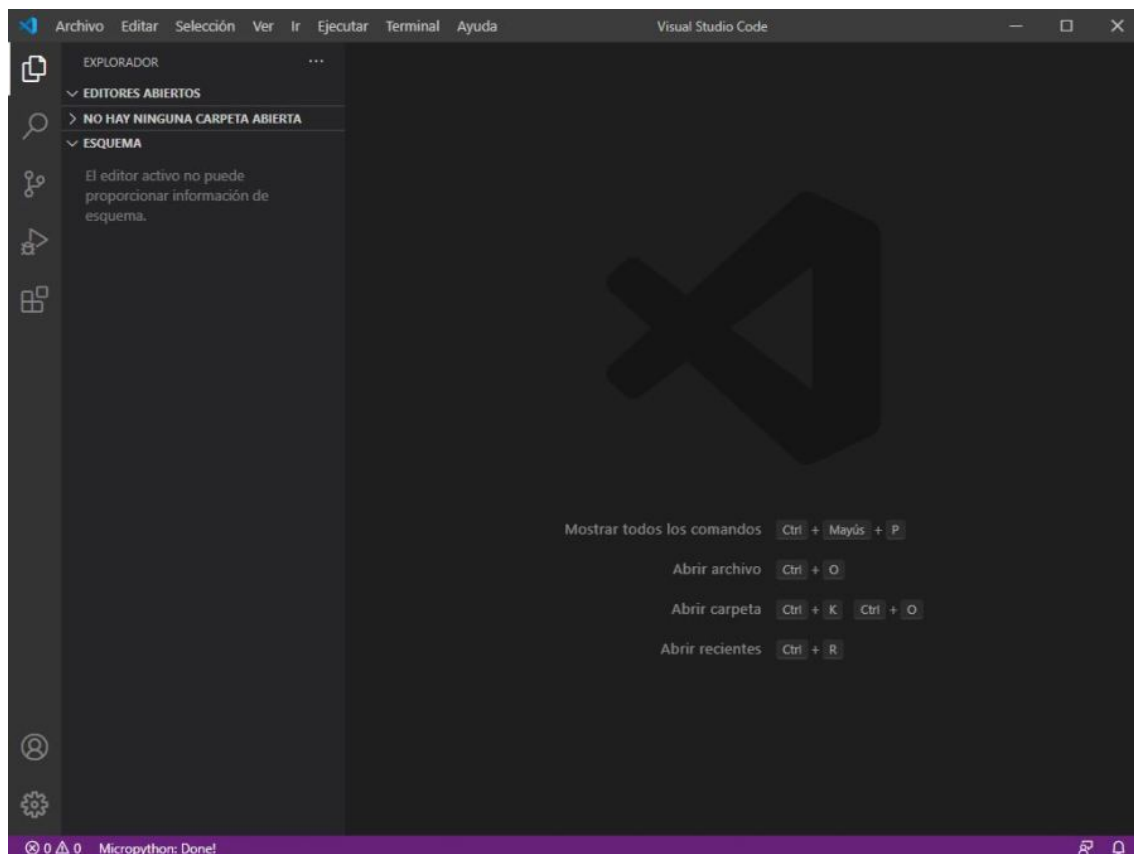 Archivo Editar Selección Ver Ir Ejecutar Terminal Ayuda Visual Studio Code
EXPLORADOR
EDITORES ABIERTOS
NO HAY NINGUNA CARPETA ABIERTA
ESQUEMA
El editor activo no puede
proporcionar información de
esquema.
Mostrar todos los comandos Ctrl + Mayús + P
Abrir archivo Ctrl + O
Abrir carpeta Ctrl + K Ctrl + O
Abrir recientes Ctrl + R
0 0 Micropython: Done!